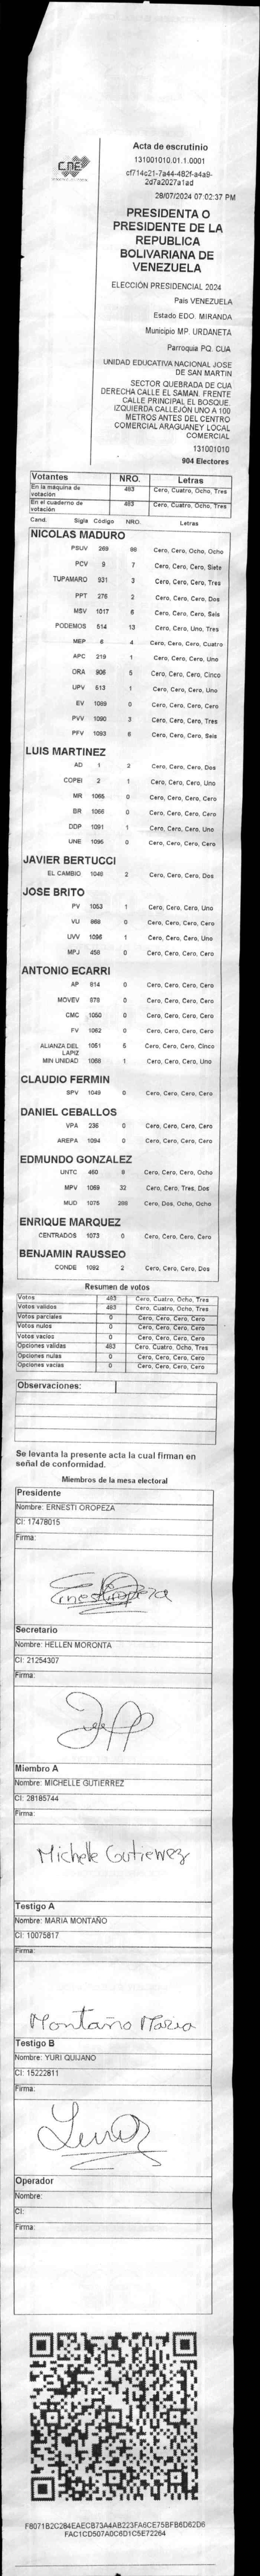 CNE
Acta de escrutinio
131001010.01.1.0001
cf714c21-7a44-482f-a4a9-
2d7a2027a1ad
28/07/2024 07:02:37 PM
PRESIDENTA O
PRESIDENTE DE LA
REPUBLICA
BOLIVARIANA DE
VENEZUELA
ELECCIÓN PRESIDENCIAL 2024
País VENEZUELA
Estado EDO. MIRANDA
Municipio MP. URDANETA
Parroquia PQ. CUA
UNIDAD EDUCATIVA NACIONAL JOSE
DE SAN MARTIN
SECTOR QUEBRADA DE CUA
DERECHA CALLE EL SAMAN. FRENTE
CALLE PRINCIPAL EL BOSQUE.
IZQUIERDA CALLEJÓN UNO A 100
METROS ANTES DEL CENTRO
COMERCIAL ARAGUANEY LOCAL
COMERCIAL
131001010
904 Electores
Votantes NRO. Letras
En la máquina de
votación 483 Cero, Cuatro, Ocho, Tres
En el cuaderno de
votación 483 Cero, Cuatro, Ocho, Tres
Cand. Sigla Código NRO. Letras
NICOLAS MADURO
PSUV 269 88 Cero, Cero, Ocho, Ocho
PCV 9 7 Cero, Cero, Cero, Siete
TUPAMARO 931 3 Cero, Cero, Cero, Tres
PPT 276 2 Cero, Cero, Cero, Dos
MSV 1017 6 Cero, Cero, Cero, Seis
PODEMOS 514 13 Cero, Cero, Uno, Tres
MEP 6 4 Cero, Cero, Cero, Cuatro
APC 219 1 Cero, Cero, Cero, Uno
ORA 906 5 Cero, Cero, Cero, Cinco
UPV 513 1 Cero, Cero, Cero, Uno
EV 1089 0 Cero, Cero, Cero, Cero
PVV 1090 3 Cero, Cero, Cero, Tres
PFV 1093 6 Cero, Cero, Cero, Seis
LUIS MARTINEZ
AD 1 2 Cero, Cero, Cero, Dos
COPEI 2 1 Cero, Cero, Cero, Uno
MR 1065 0 Cero, Cero, Cero, Cero
BR 1066 0 Cero, Cero, Cero, Cero
DDP 1091 1 Cero, Cero, Cero, Uno
UNE 1095 0 Cero, Cero, Cero, Cero
JAVIER BERTUCCI
EL CAMBIO 1048 2 Cero, Cero, Cero, Dos
JOSE BRITO
PV 1053 1 Cero, Cero, Cero, Uno
VU 868 0 Cero, Cero, Cero, Cero
UVV 1096 1 Cero, Cero, Cero, Uno
MPJ 458 0 Cero, Cero, Cero, Cero
ANTONIO ECARRI
AP 814 0 Cero, Cero, Cero, Cero
MOVEV 979 0 Cero, Cero, Cero, Cero
CMC 1050 0 Cero, Cero, Cero, Cero
FV 1062 0 Cero, Cero, Cero, Cero
ALIANZA DEL
LAPIZ 1051 5 Cero, Cero, Cero, Cinco
MIN UNIDAD 1088 1 Cero, Cero, Cero, Uno
CLAUDIO FERMIN
SPV 1049 0 Cero, Cero, Cero, Cero
DANIEL CEBALLOS
VPA 236 0 Cero, Cero, Cero, Cero
AREPA 1094 0 Cero, Cero, Cero, Cero
EDMUNDO GONZALEZ
UNTC 460 8 Cero, Cero, Cero, Ocho
MPV 1069 32 Cero, Cero, Tres, Dos
MUD 1075 288 Cero, Dos, Ocho, Ocho
ENRIQUE MARQUEZ
CENTRADOS 1073 0 Cero, Cero, Cero, Cero
BENJAMIN RAUSSEO
CONDE 1092 2 Cero, Cero, Cero, Dos
Resumen de votos
Votos 483 Cero, Cuatro, Ocho, Tres
Votos validos 483 Cero, Cuatro, Ocho, Tres
Votos parciales 0 Cero, Cero, Cero, Cero
Votos nulos 0 Cero, Cero, Cero, Cero
Votos vacios 0 Cero, Cero, Cero, Cero
Opciones validas 483 Cero, Cuatro, Ocho, Tres
Opciones nulas 0 Cero, Cero, Cero, Cero
Opciones vacias 0 Cero, Cero, Cero, Cero
Observaciones:
Se levanta la presente acta la cual firman en
señal de conformidad.
Miembros de la mesa electoral
Presidente
Nombre: ERNESTI OROPEZA
CI: 17478015
Firma:
Ernesti Oropeza
Secretario
Nombre: HELLEN MORONTA
CI: 21254307
Firma:
Miembro A
Nombre: MICHELLE GUTIERREZ
CI: 28185744
Firma:
Michelle Gutierrez
Testigo A
Nombre: MARIA MONTAÑO
CI: 10075817
Firma:
Montaño Maria
Testigo B
Nombre: YURI QUIJANO
CI: 15222811
Firma:
Operador
Nombre:
CI:
Firma:
F8071B2C284EAECB73A4AB223FA6CE75BFB6D62D6
FAC1CD507A0C6D1C5E72264